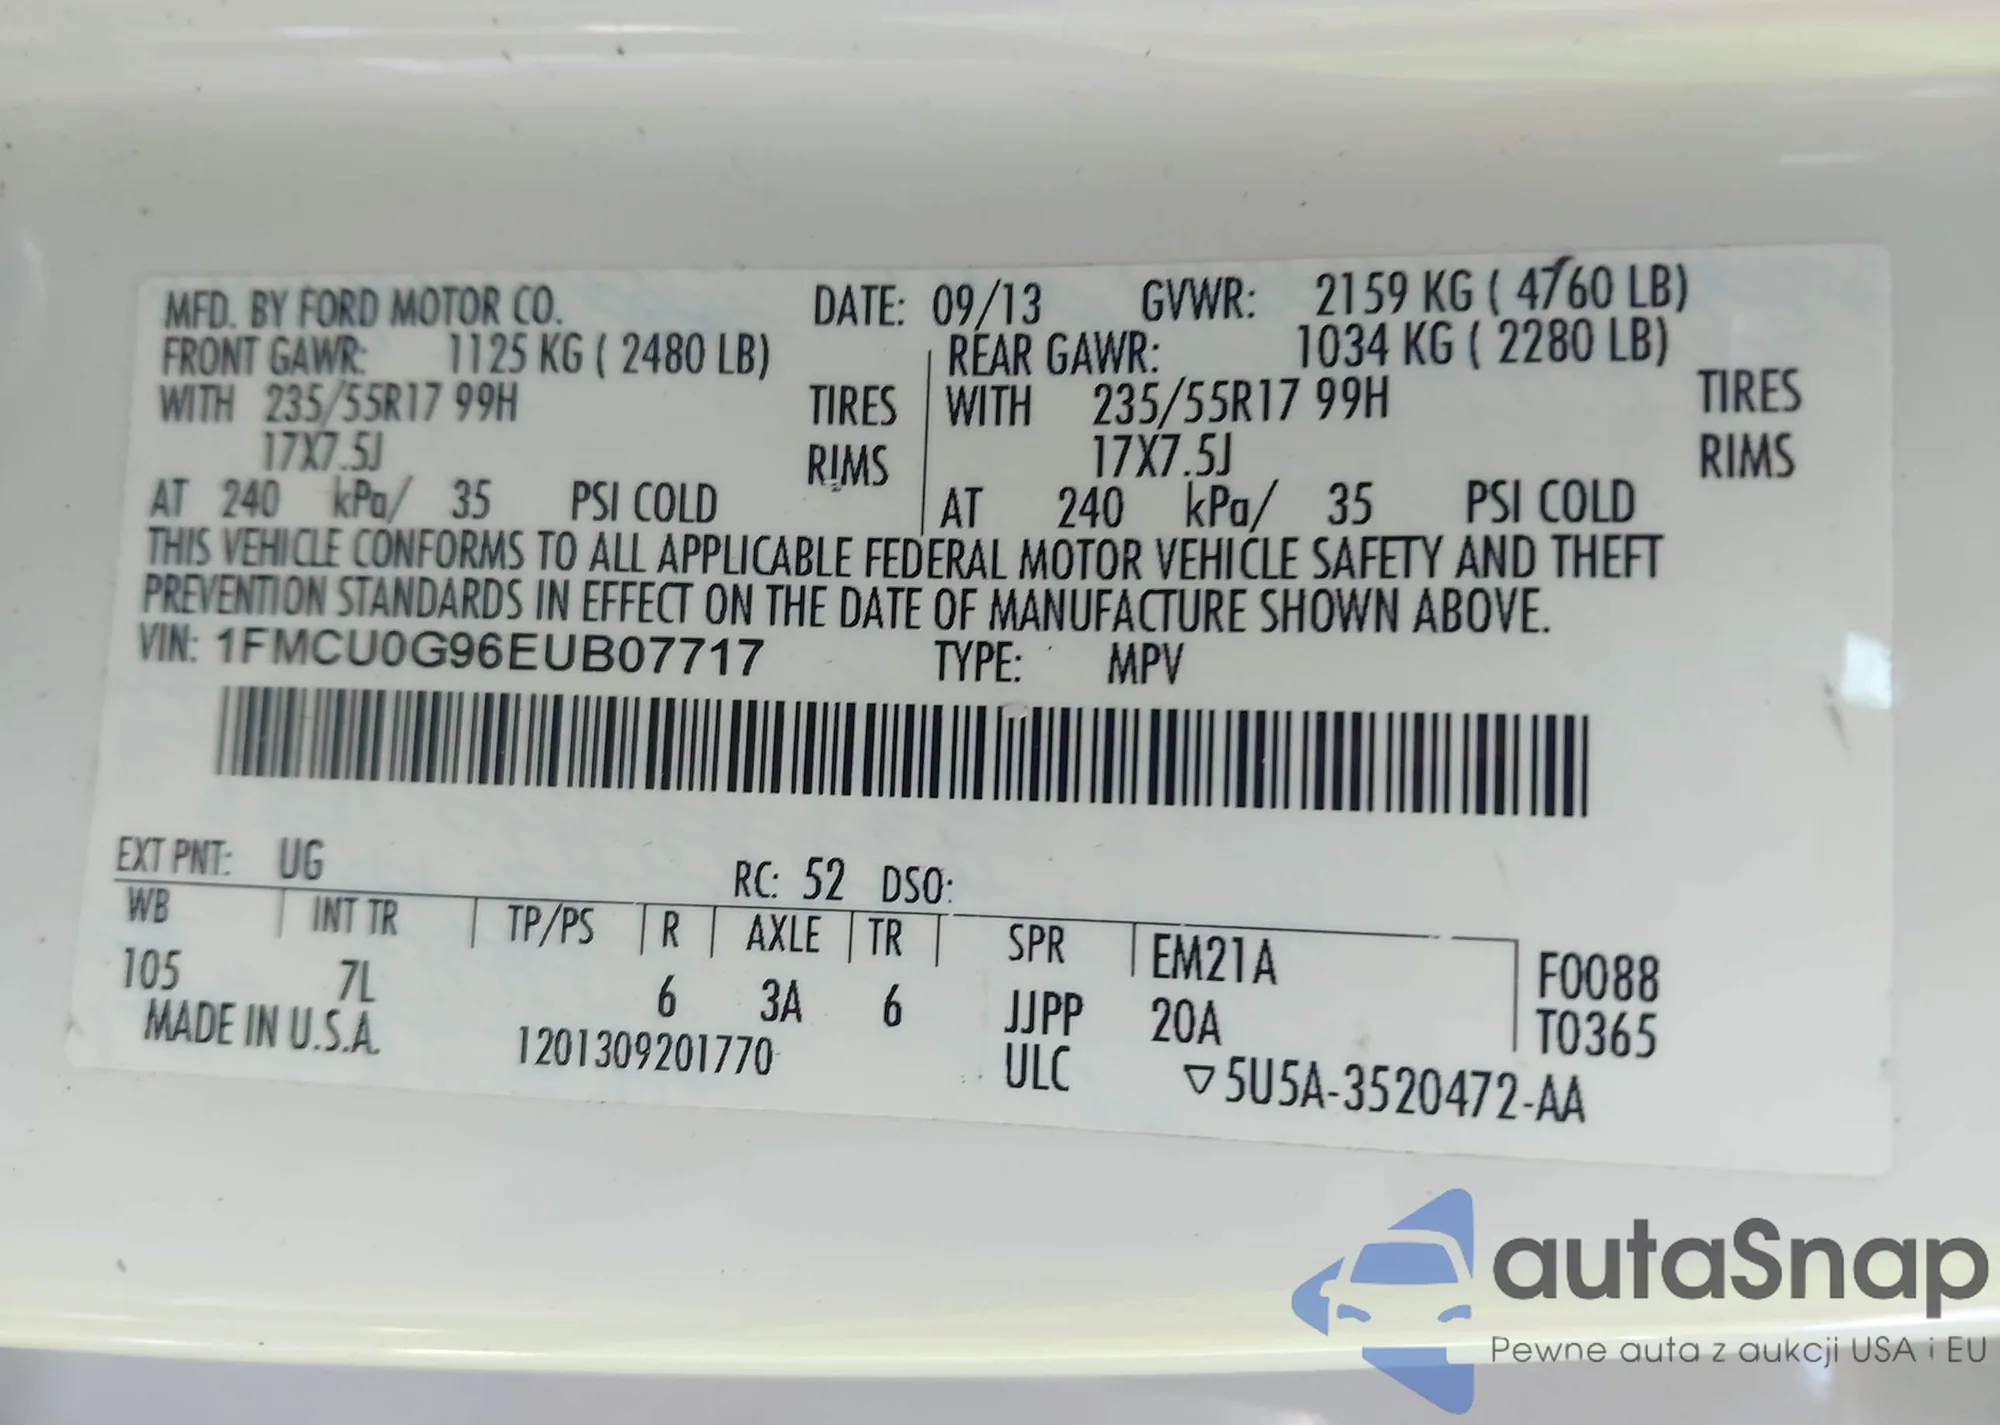 MFD. BY FORD MOTOR CO. DATE: 09/13 GVWR: 2159 KG ( 4760 LB)
FRONT GAWR: 1125 KG ( 2480 LB) REAR GAWR: 1034 KG ( 2280 LB)
WITH 235/55R17 99H TIRES WITH 235/55R17 99H TIRES
17X7.5J RIMS 17X7.5J RIMS
AT 240 kPa/ 35 PSI COLD AT 240 kPa/ 35 PSI COLD
THIS VEHICLE CONFORMS TO ALL APPLICABLE FEDERAL MOTOR VEHICLE SAFETY AND THEFT
PREVENTION STANDARDS IN EFFECT ON THE DATE OF MANUFACTURE SHOWN ABOVE.
VIN: 1FMCU0G96EUB07717 TYPE: MPV
EXT PNT: UG RC: 52 DSO:
WB INT TR TP/PS R AXLE TR SPR EM21A F0088
105 7L 6 3A 6 JJPP 20A T0365
MADE IN U.S.A. 1201309201770 ULC ▽5U5A-3520472-AA
autaSnap
Pewne auta z aukcji USA i EU